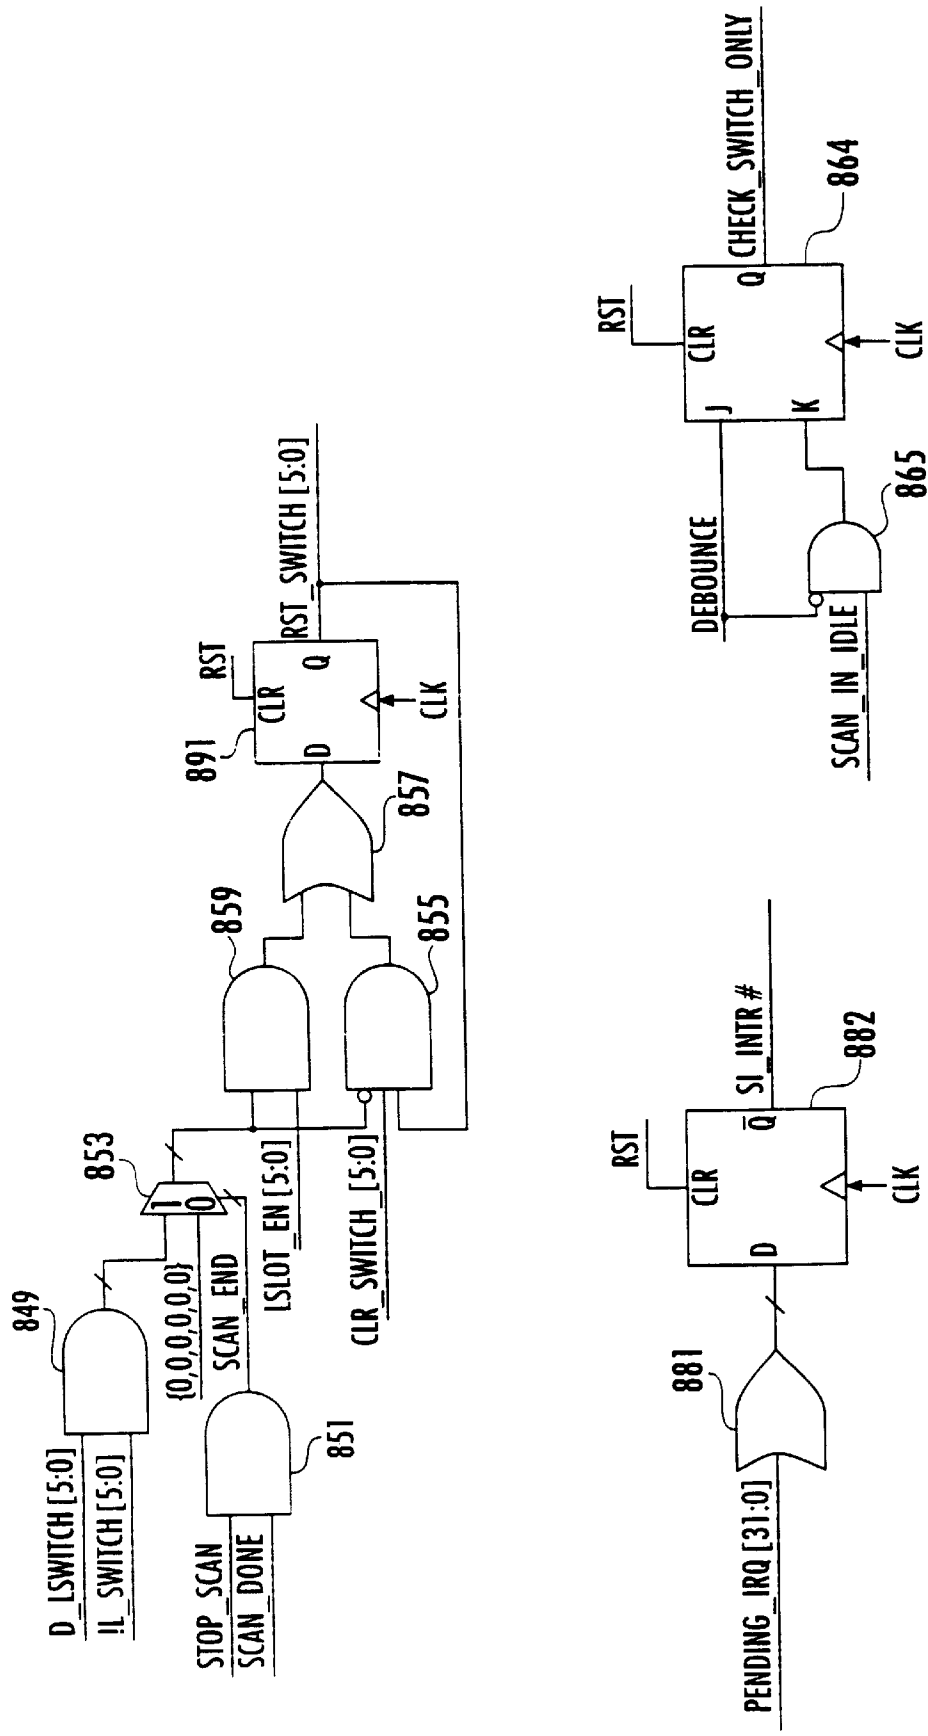 D_LSWITCH [5:0]
!L_SWITCH [5:0]
849
{0,0,0,0,0,0}
1
0
853
STOP_SCAN
SCAN_DONE
851
SCAN_END
LSLOT_EN [5:0]
859
CLR_SWITCH_[5:0]
855
857
891
RST
CLR
D
Q
CLK
RST_SWITCH [5:0]
PENDING_IRQ [31:0]
881
RST
CLR
D
Q
CLK
882
SI_INTR#
DEBOUNCE
SCAN_IN_IDLE
865
RST
CLR
J
K
Q
CLK
864
CHECK_SWITCH_ONLY